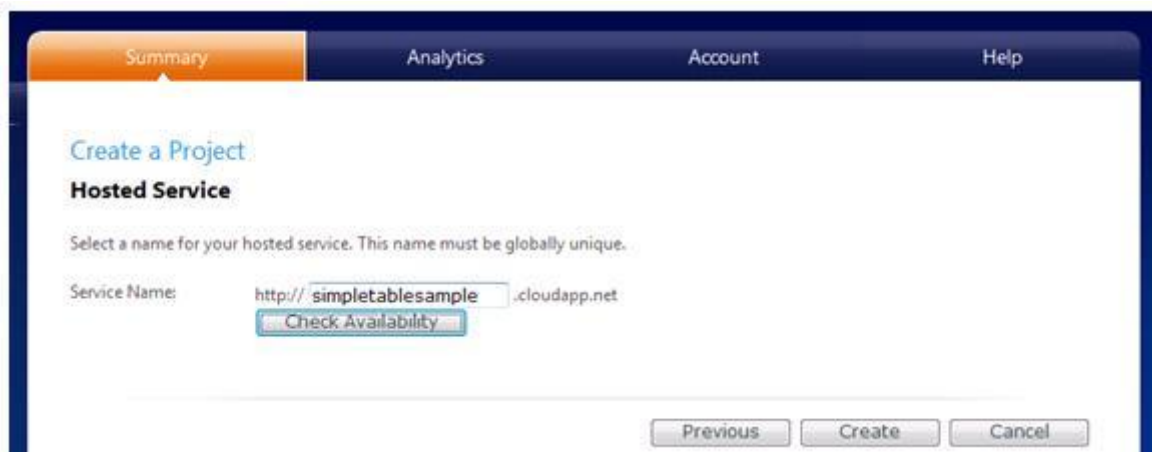 Summary Analytics Account Help
Create a Project
Hosted Service
Select a name for your hosted service. This name must be globally unique.
Service Name: http:// simpletablesample .cloudapp.net
Check Availability
Previous Create Cancel